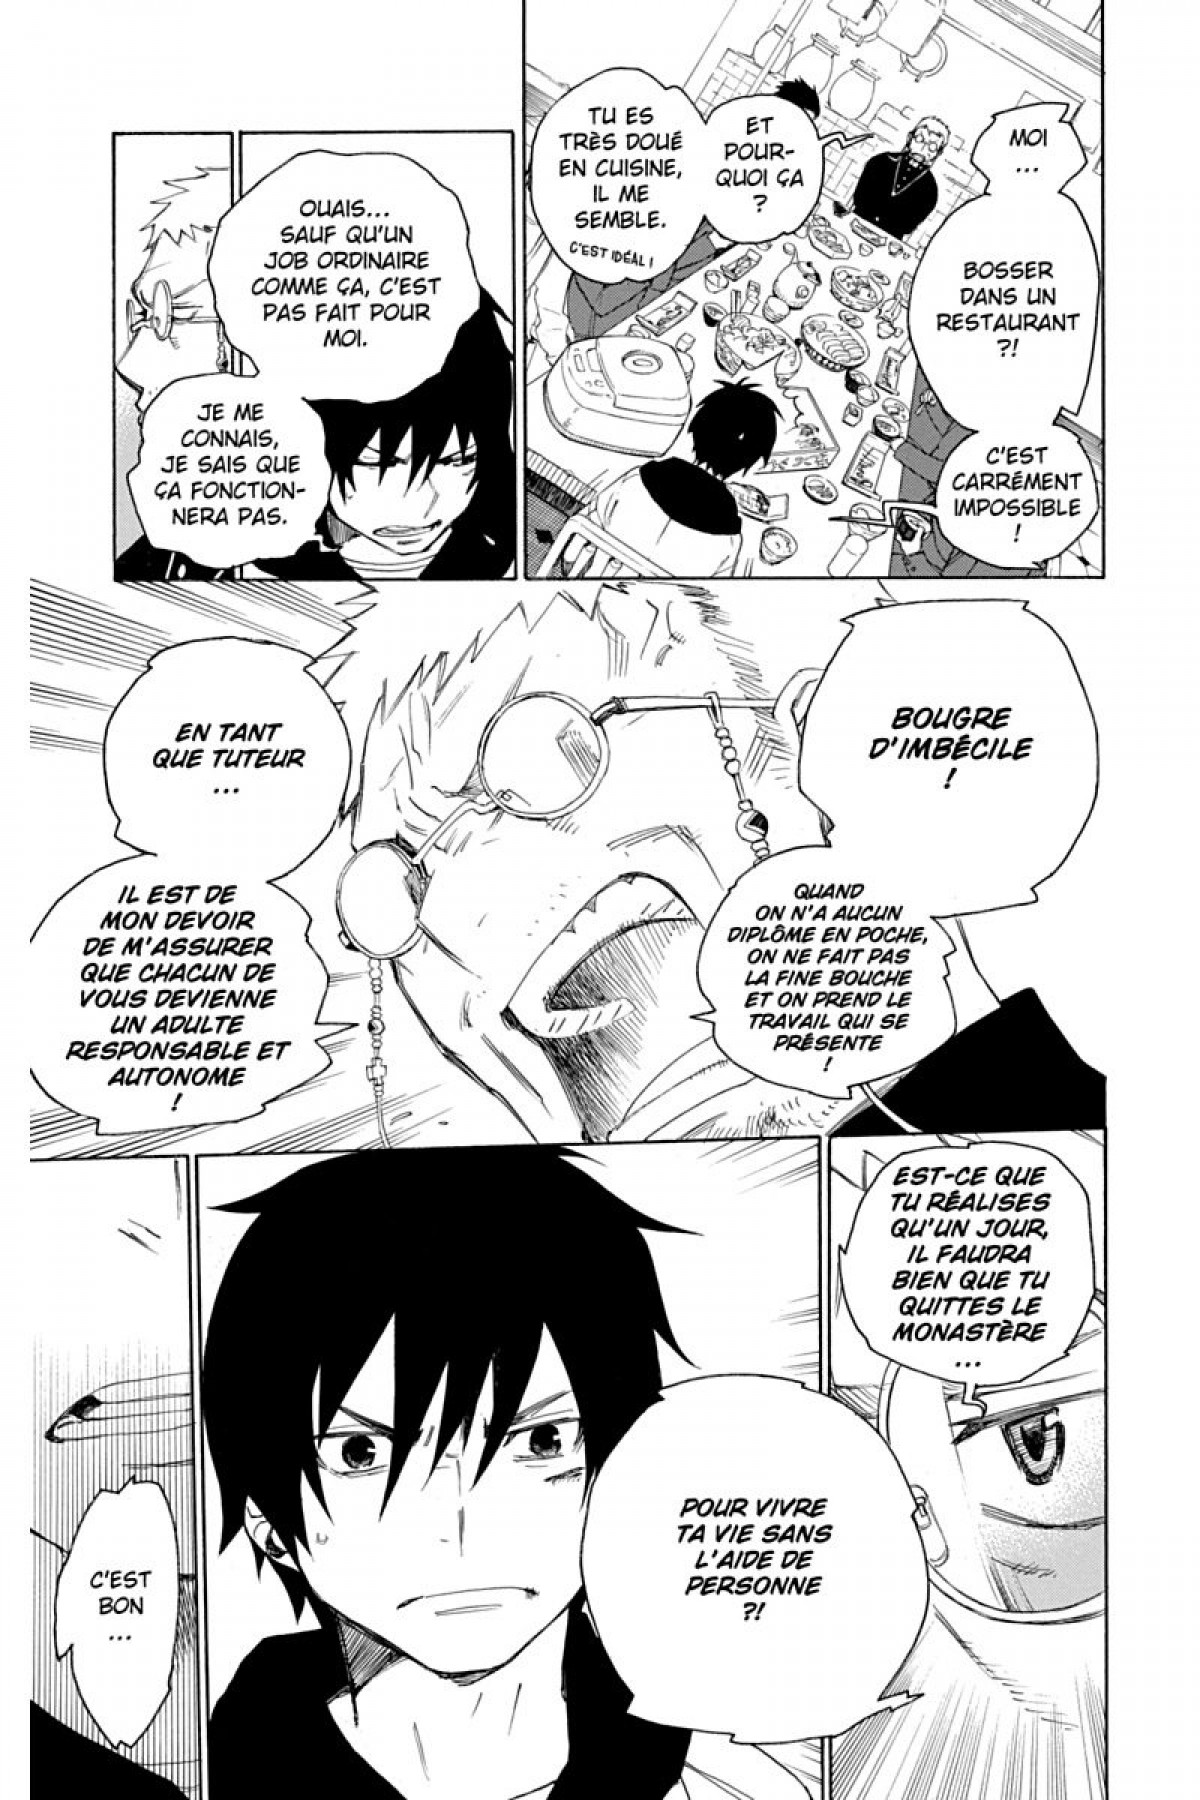 MOI
...
BOSSER
DANS UN
RESTAURANT
?!
C'EST
CARRÉMENT
IMPOSSIBLE
!
ET
POUR-
QUOI ÇA
?
TU ES
TRÈS DOUÉ
EN CUISINE,
IL ME
SEMBLE.
C'EST IDÉAL !
OUAIS...
SAUF QU'UN
JOB ORDINAIRE
COMME ÇA, C'EST
PAS FAIT POUR
MOI.
JE ME
CONNAIS,
JE SAIS QUE
ÇA FONCTION-
NERA PAS.
BOUGRE
D'IMBÉCILE
!
QUAND
ON N'A AUCUN
DIPLÔME EN POCHE,
ON NE FAIT PAS
LA FINE BOUCHE
ET ON PREND LE
TRAVAIL QUI SE
PRÉSENTE
!
EN TANT
QUE TUTEUR
...
IL EST DE
MON DEVOIR
DE M'ASSURER
QUE CHACUN DE
VOUS DEVIENNE
UN ADULTE
RESPONSABLE ET
AUTONOME
!
EST-CE QUE
TU RÉALISES
QU'UN JOUR,
IL FAUDRA
BIEN QUE TU
QUITTES LE
MONASTÈRE
...
POUR VIVRE
TA VIE SANS
L'AIDE DE
PERSONNE
?!
C'EST
BON
...